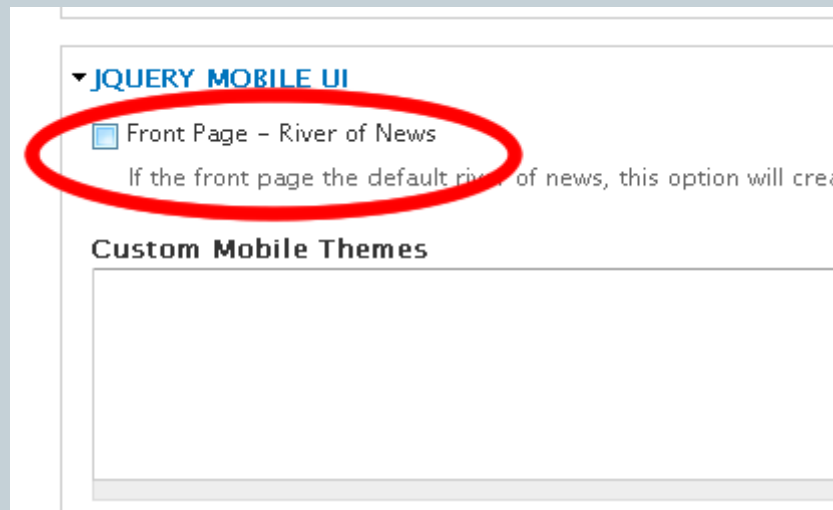 JQUERY MOBILE UI
Front Page – River of News
If the front page the default river of news, this option will
Custom Mobile Themes